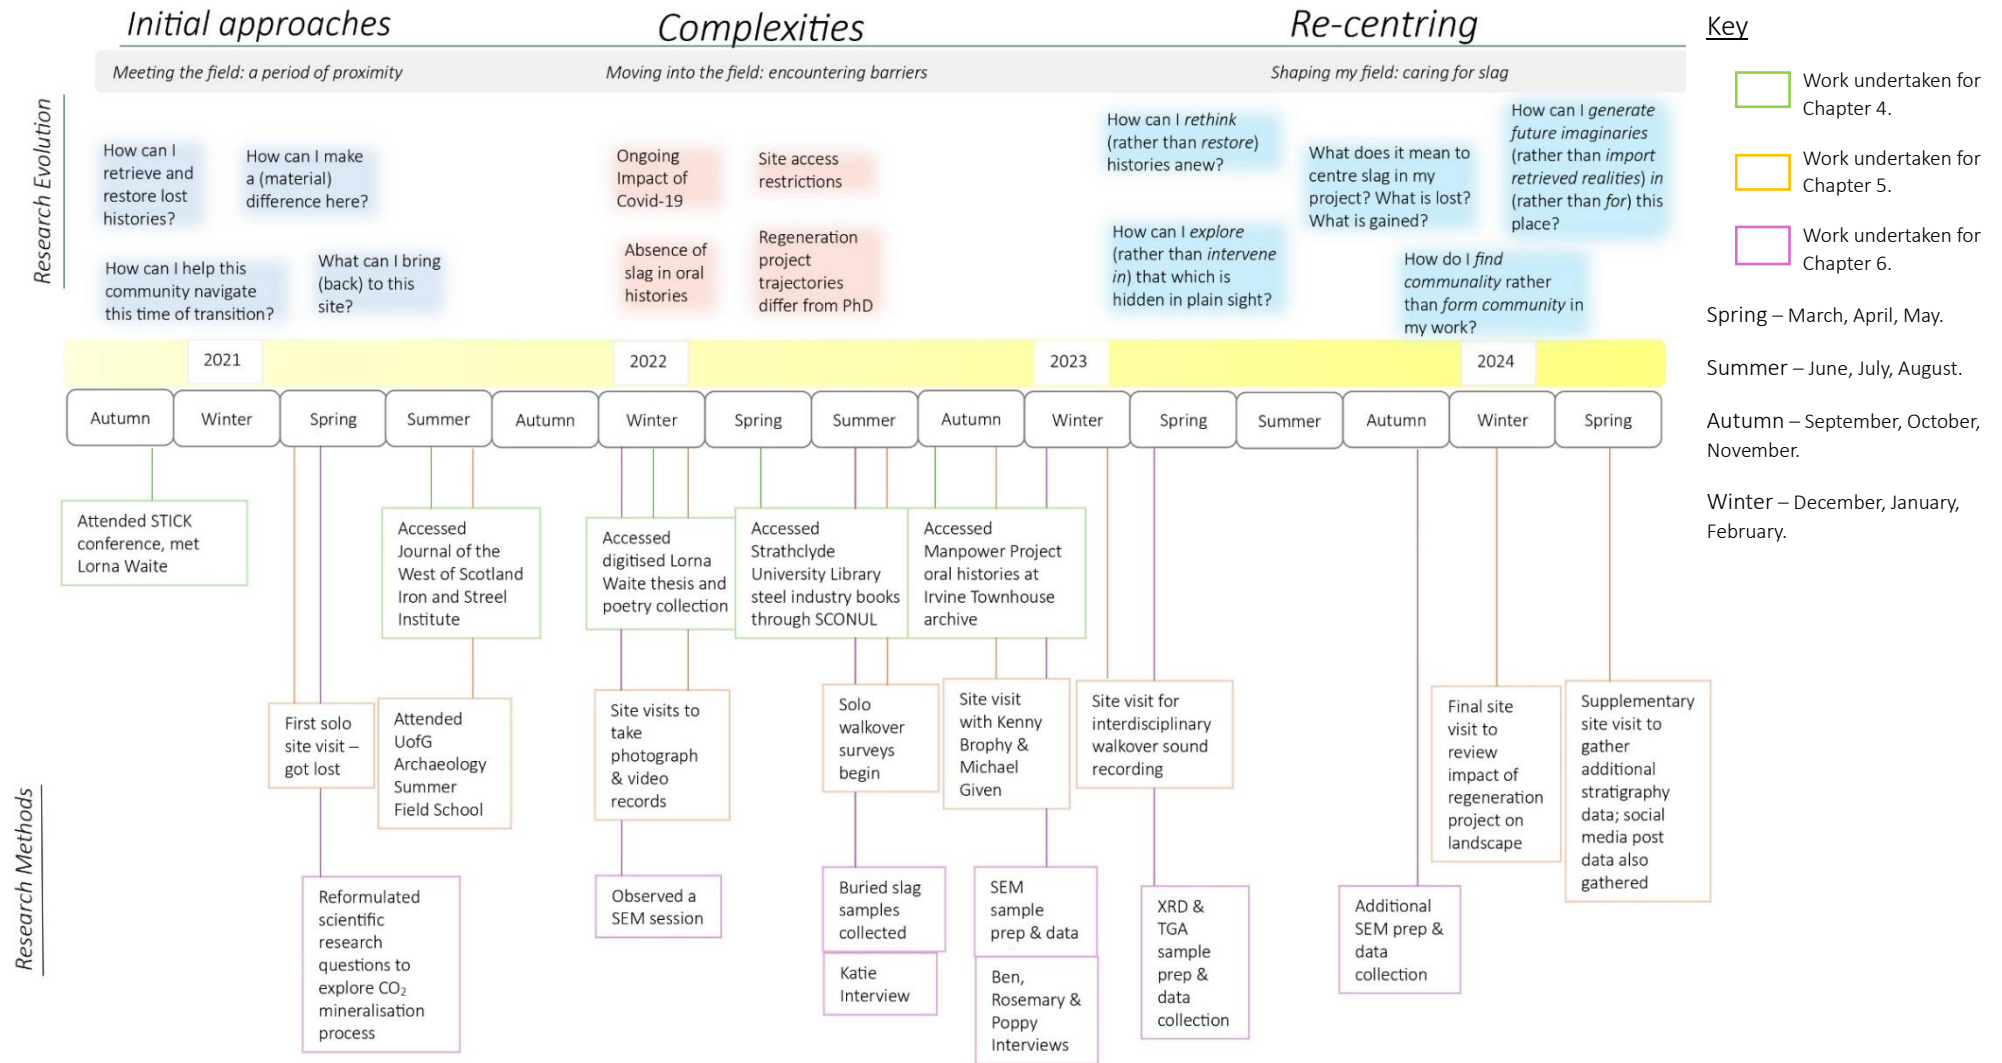 Initial approaches
Complexities
Re-centring
Meeting the field: a period of proximity
Moving into the field: encountering barriers
Shaping my field: caring for slag
Research Evolution
How can I
retrieve and
restore lost
histories?
How can I make
a (material)
difference here?
How can I help this
community navigate
this time of transition?
What can I bring
(back) to this
site?
Ongoing
Impact of
Covid-19
Site access
restrictions
Absence of
slag in oral
histories
Regeneration
project
trajectories
differ from PhD
How can I rethink
(rather than restore)
histories anew?
What does it mean to
centre slag in my
project? What is lost?
What is gained?
How can I generate
future imaginaries
(rather than import
retrieved realities) in
(rather than for) this
place?
How can I explore
(rather than intervene
in) that which is
hidden in plain sight?
How do I find
communality rather
than form community in
my work?
2021
2022
2023
2024
Autumn
Winter
Spring
Summer
Autumn
Winter
Spring
Summer
Autumn
Winter
Spring
Summer
Autumn
Winter
Spring
Research Methods
Attended STICK
conference, met
Lorna Waite
Accessed
Journal of the
West of Scotland
Iron and Streel
Institute
Accessed
digitised Lorna
Waite thesis and
poetry collection
Accessed
Strathclyde
University Library
steel industry books
through SCONUL
Accessed
Manpower Project
oral histories at
Irvine Townhouse
archive
First solo
site visit –
got lost
Attended
UofG
Archaeology
Summer
Field School
Site visits to
take
photograph
& video
records
Solo
walkover
surveys
begin
Site visit
with Kenny
Brophy &
Michael
Given
Site visit for
interdisciplinary
walkover sound
recording
Final site
visit to
review
impact of
regeneration
project on
landscape
Supplementary
site visit to
gather
additional
stratigraphy
data; social
media post
data also
gathered
Reformulated
scientific
research
questions to
explore CO₂
mineralisation
process
Observed a
SEM session
Buried slag
samples
collected
Katie
Interview
SEM
sample
prep & data
Ben,
Rosemary &
Poppy
Interviews
XRD &
TGA
sample
prep &
data
collection
Additional
SEM prep &
data
collection
Key
Work undertaken for
Chapter 4.
Work undertaken for
Chapter 5.
Work undertaken for
Chapter 6.
Spring – March, April, May.
Summer – June, July, August.
Autumn – September, October,
November.
Winter – December, January,
February.